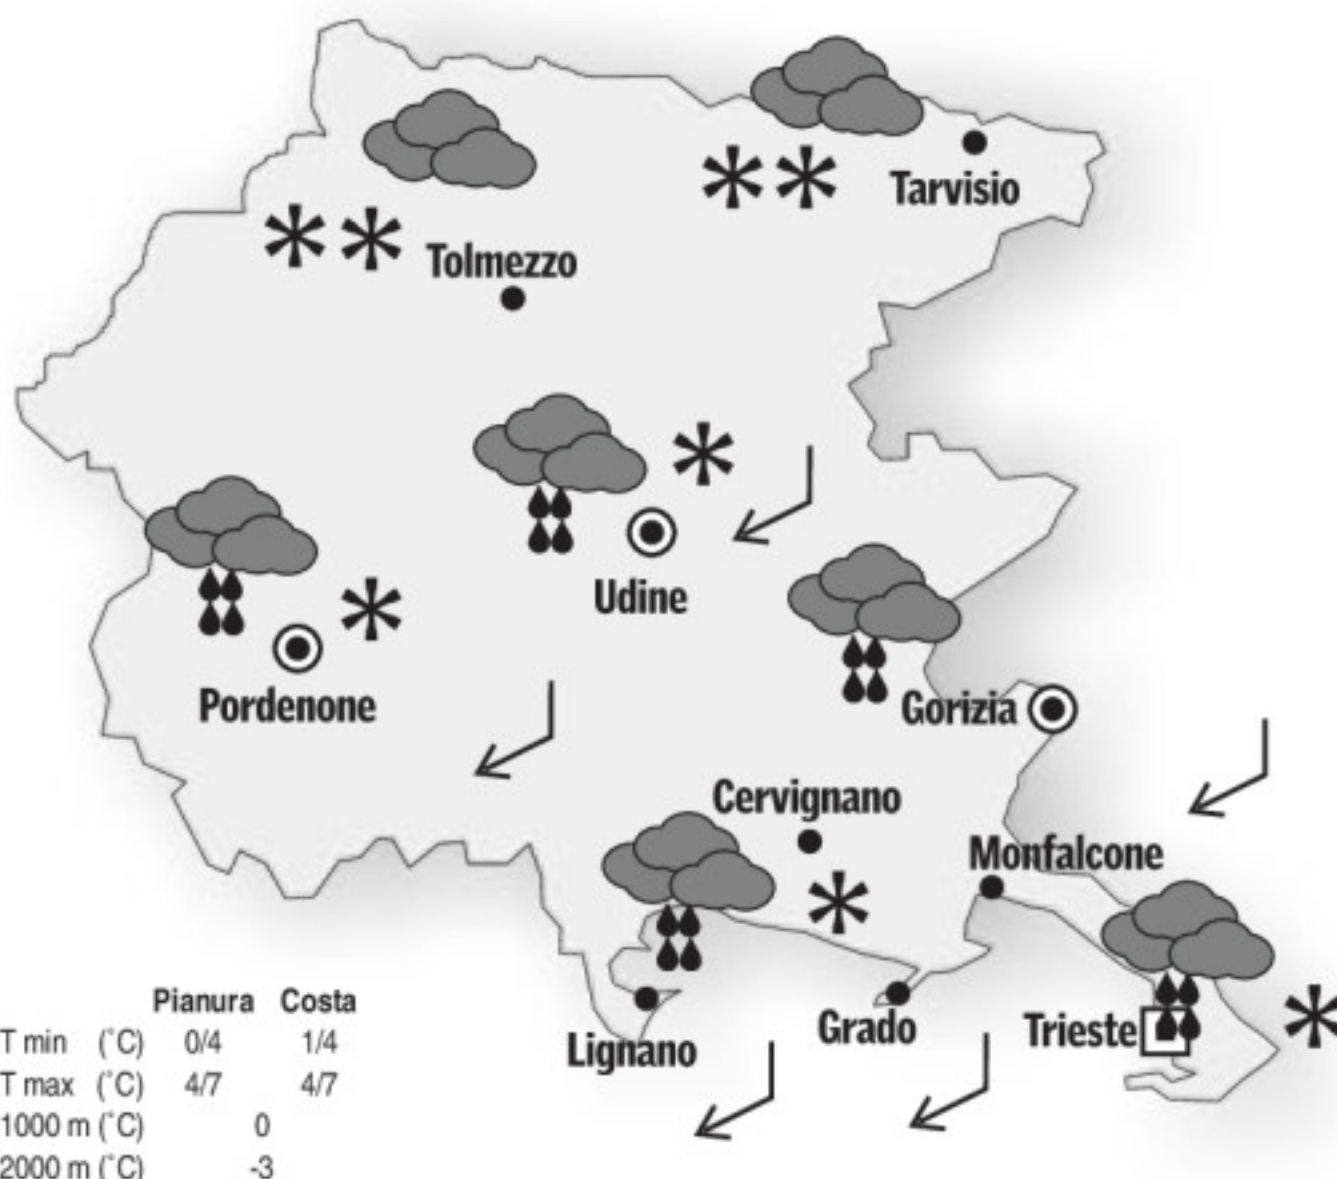 Tarvisio
Tolmezzo
Udine
Pordenone
Gorizia
Cervignano
Monfalcone
Grado
Trieste
Lignano
Pianura Costa
T min (˚C) 0/4 1/4
T max (˚C) 4/7 4/7
1000 m (˚C) 0
2000 m (˚C) -3